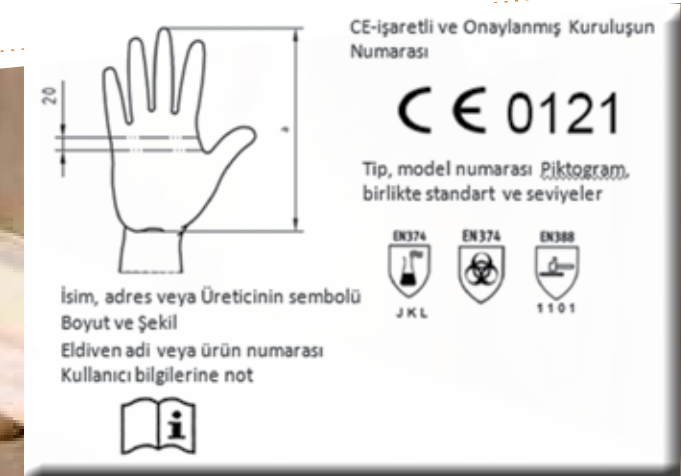 CE-işaretli ve Onaylanmış Kuruluşun
Numarası
20
a
CE 0121
Tip, model numarası Piktogram,
birlikte standart ve seviyeler
EN374 EN374 EN388
JKL 1101
İsim, adres veya Üreticinin sembolü
Boyut ve Şekil
Eldiven adi veya ürün numarası
Kullanıcı bilgilerine not
i